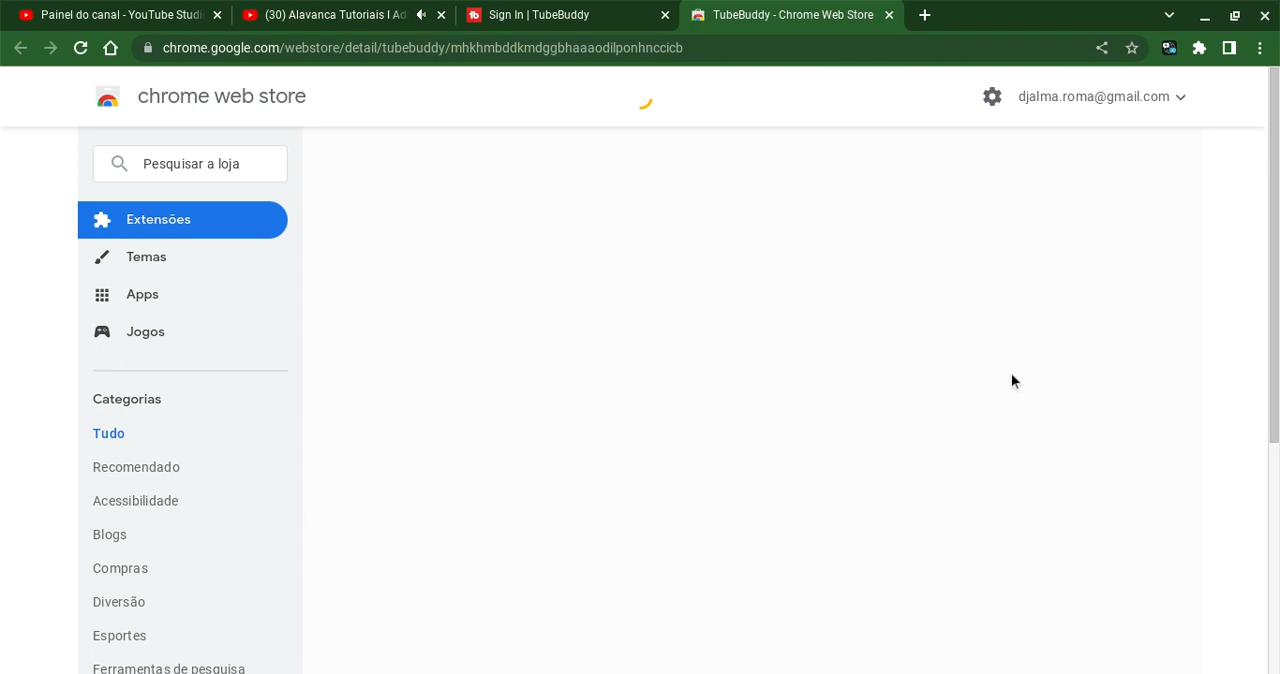 Painel do canal - YouTube Studi
(30) Alavanca Tutoriais I Ad
Sign In | TubeBuddy
TubeBuddy - Chrome Web Store
chrome.google.com/webstore/detail/tubebuddy/mhkhmbddkmdggbhaaaodilponhnccicb
chrome web store
djalma.roma@gmail.com
Pesquisar a loja
Extensões
Temas
Apps
Jogos
Categorias
Tudo
Recomendado
Acessibilidade
Blogs
Compras
Diversão
Esportes
Ferramentas de pesquisa